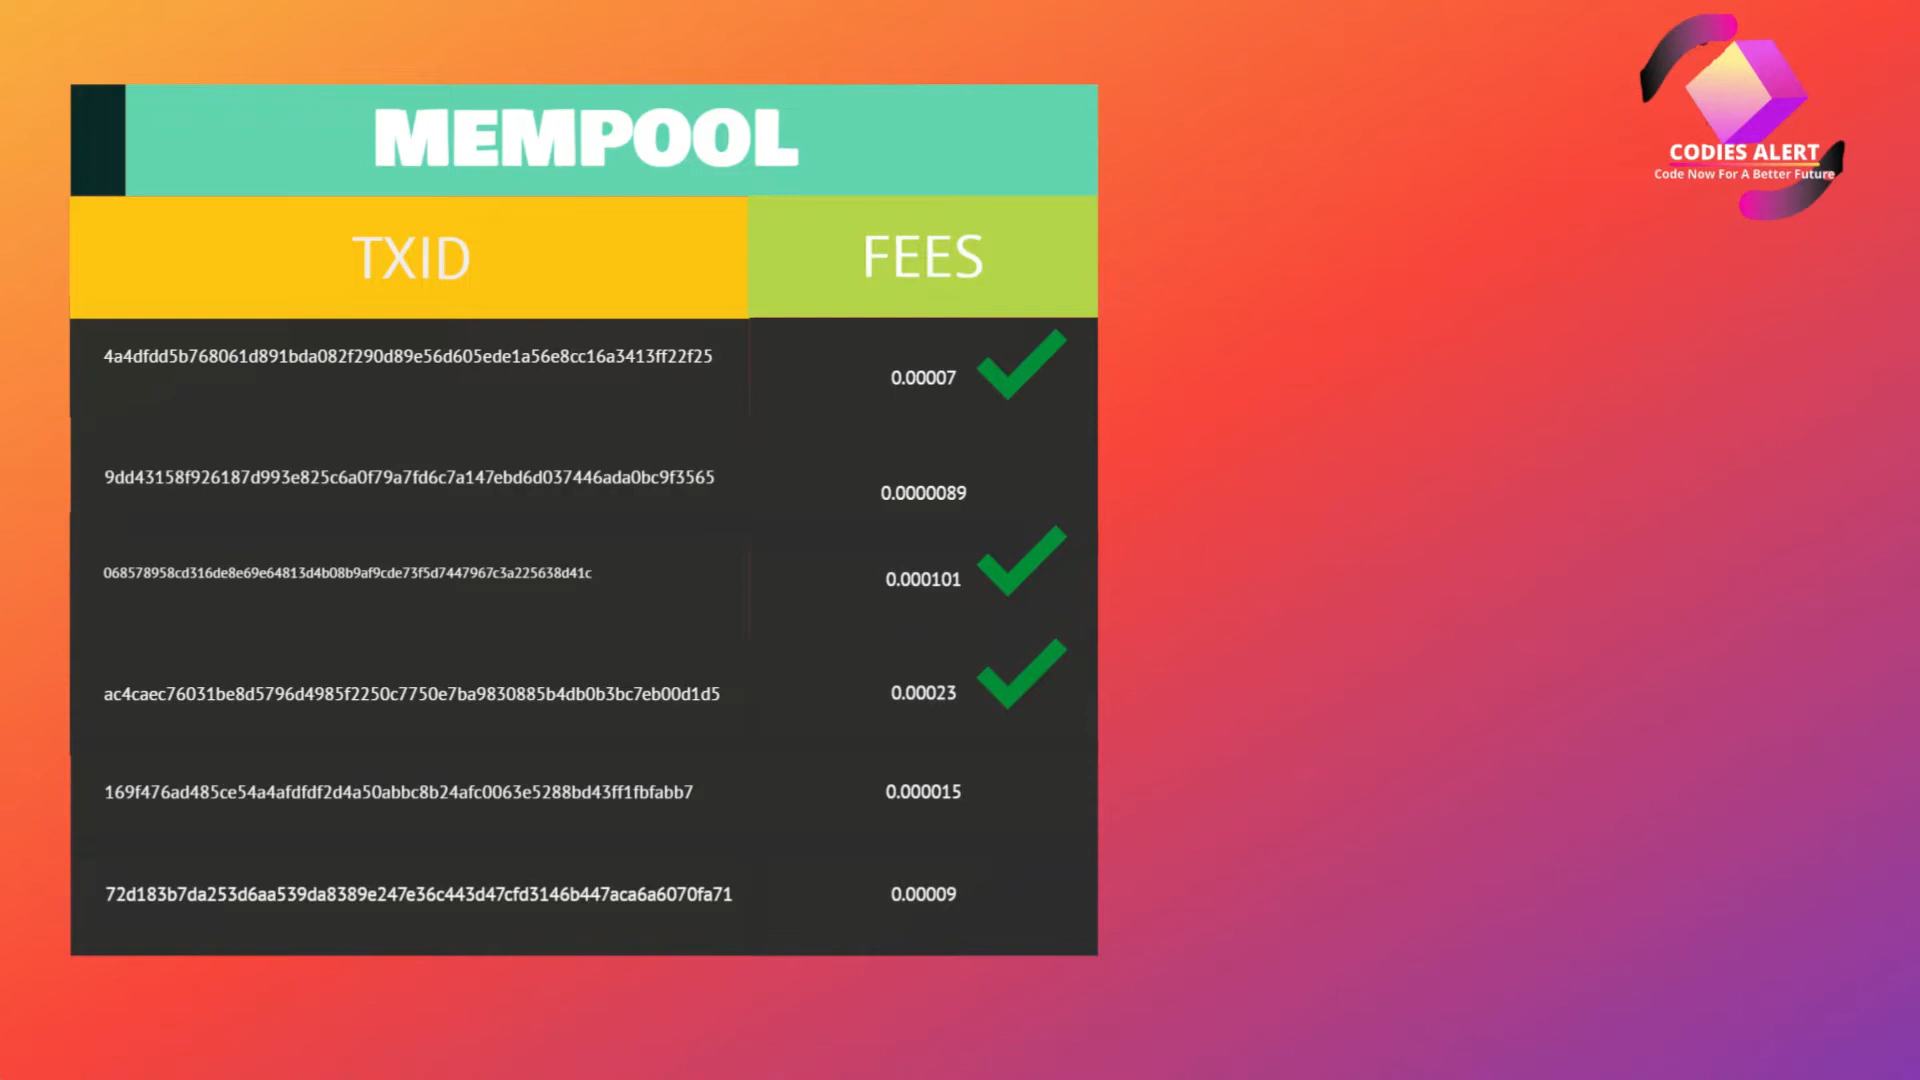 MEMPOOL
TXID FEES
4a4dfdd5b768061d891bda082f290d89e56d605ede1a56e8cc16a3413ff22f25 0.00007
9dd43158f926187d993e825c6a0f79a7fd6c7a147ebd6d037446ada0bc9f3565 0.0000089
068578958cd316de8e69e64813d4b08b9af9cde73f5d7447967c3a225638d41c 0.000101
ac4caec76031be8d5796d4985f2250c7750e7ba9830885b4db0b3bc7eb00d1d5 0.00023
169f476ad485ce54a4afdfdf2d4a50abbc8b24afc0063e5288bd43ff1fbfabb7 0.000015
72d183b7da253d6aa539da8389e247e36c443d47cfd3146b447aca6a6070fa71 0.00009
CODIES ALERT
Code Now For A Better Future